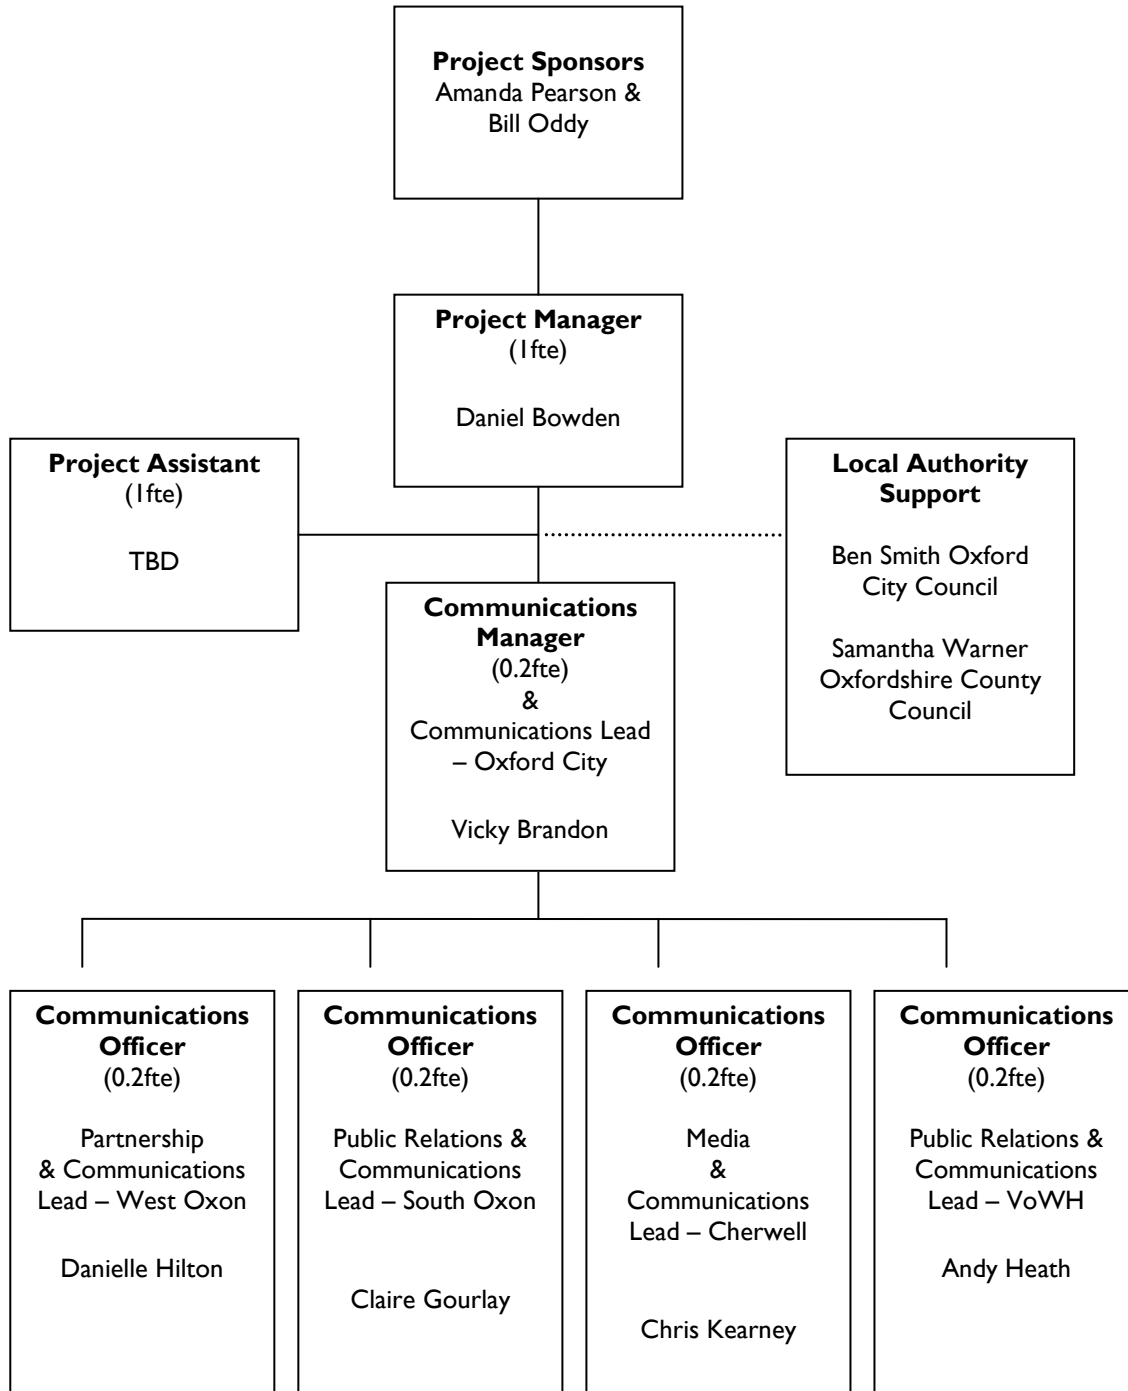 Project Sponsors
Amanda Pearson &
Bill Oddy
Project Manager
(1fte)
Daniel Bowden
Project Assistant
(1fte)
TBD
Local Authority
Support
Ben Smith Oxford
City Council
Samantha Warner
Oxfordshire County
Council
Communications
Manager
(0.2fte)
&
Communications Lead
– Oxford City
Vicky Brandon
Communications
Officer
(0.2fte)
Partnership
& Communications
Lead – West Oxon
Danielle Hilton
Communications
Officer
(0.2fte)
Public Relations &
Communications
Lead – South Oxon
Claire Gourlay
Communications
Officer
(0.2fte)
Media
&
Communications
Lead – Cherwell
Chris Kearney
Communications
Officer
(0.2fte)
Public Relations &
Communications
Lead – VoWH
Andy Heath